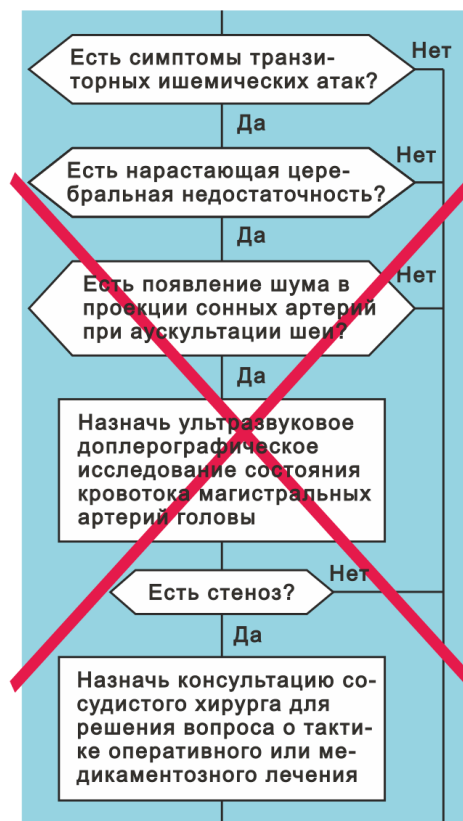 Есть симптомы транзи-
торных ишемических атак?
Нет
Да
Есть нарастающая цере-
бральная недостаточность?
Нет
Да
Есть появление шума в
проекции сонных артерий
при аускультации шеи?
Нет
Да
Назначь ультразвуковое
доплерографическое
исследование состояния
кровотока магистральных
артерий головы
Есть стеноз?
Нет
Да
Назначь консультацию со-
судистого хирурга для
решения вопроса о такти-
ке оперативного или ме-
дикаментозного лечения